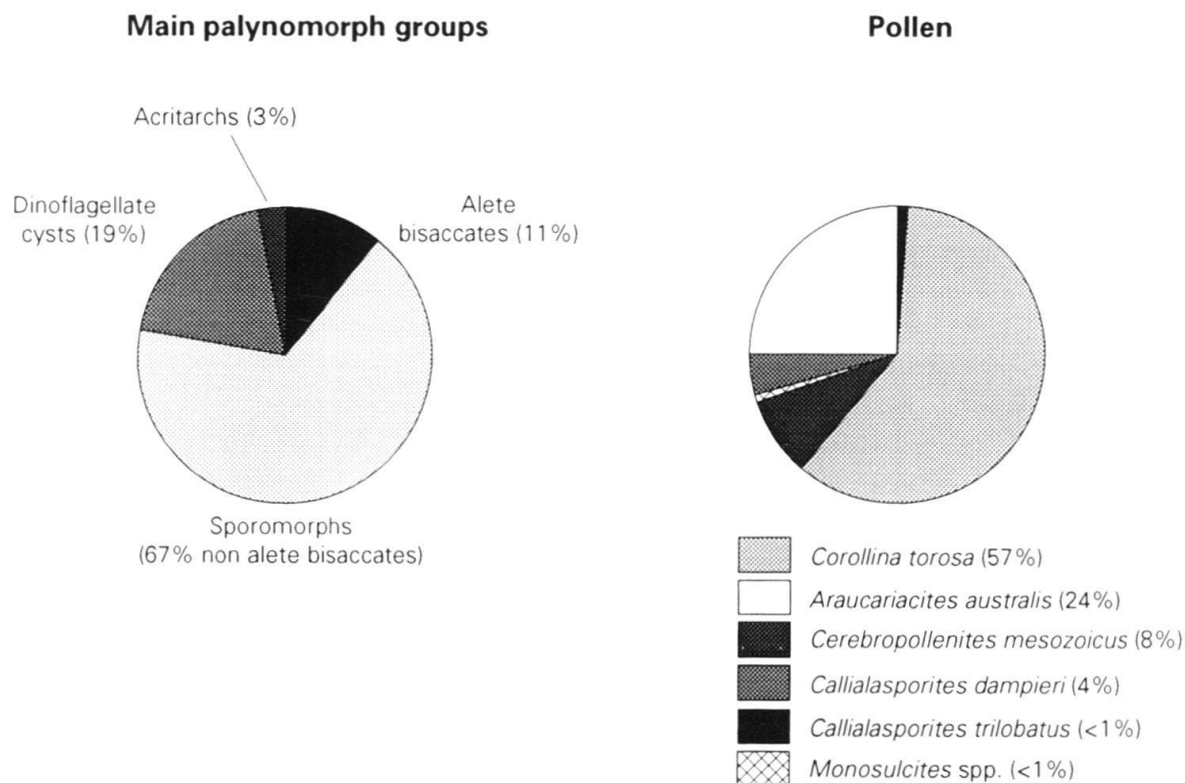 Main palynomorph groups
Acritarchs (3%)
Dinoflagellate
cysts (19%)
Alete
bisaccates (11%)
Sporomorphs
(67% non alete bisaccates)
Pollen
Corollina torosa (57%)
Araucariacites australis (24%)
Cerebropollenites mesozoicus (8%)
Callialasporites dampieri (4%)
Callialasporites trilobatus (<1%)
Monosulcites spp. (<1%)